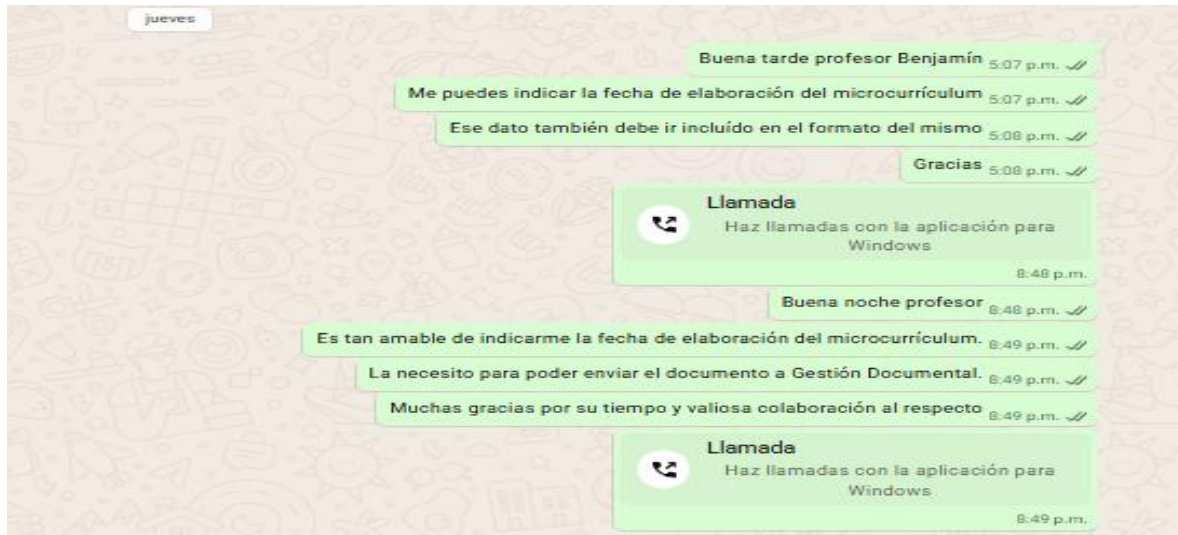 jueves
Buena tarde profesor Benjamín 5:07 p.m.
Me puedes indicar la fecha de elaboración del microcurrículum 5:07 p.m.
Ese dato también debe ir incluído en el formato del mismo 5:08 p.m.
Gracias 5:08 p.m.
Llamada
Haz llamadas con la aplicación para
Windows
8:48 p.m.
Buena noche profesor 8:48 p.m.
Es tan amable de indicarme la fecha de elaboración del microcurrículum. 8:49 p.m.
La necesito para poder enviar el documento a Gestión Documental. 8:49 p.m.
Muchas gracias por su tiempo y valiosa colaboración al respecto 8:49 p.m.
Llamada
Haz llamadas con la aplicación para
Windows
8:49 p.m.